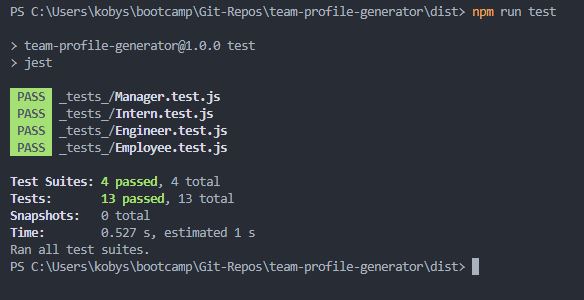 PS C:\Users\kobys\bootcamp\Git-Repos\team-profile-generator\dist> npm run test
> team-profile-generator@1.0.0 test
> jest
PASS _tests_/Manager.test.js
PASS _tests_/Intern.test.js
PASS _tests_/Engineer.test.js
PASS _tests_/Employee.test.js
Test Suites: 4 passed, 4 total
Tests: 13 passed, 13 total
Snapshots: 0 total
Time: 0.527 s, estimated 1 s
Ran all test suites.
PS C:\Users\kobys\bootcamp\Git-Repos\team-profile-generator\dist>